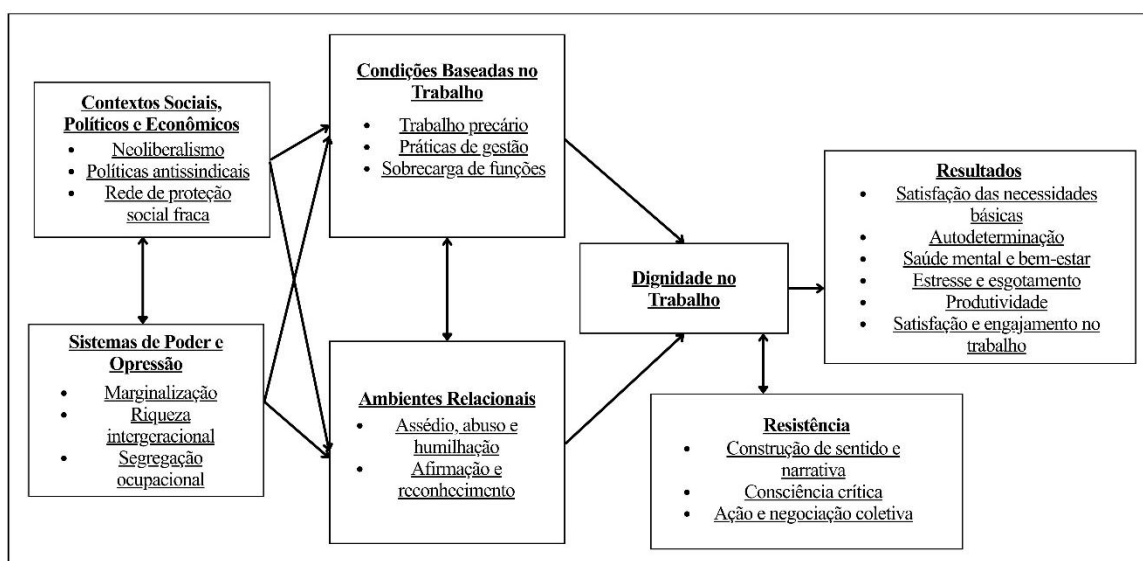 Contextos Sociais,
Políticos e Econômicos
• Neoliberalismo
• Políticas antissindicais
• Rede de proteção
social fraca
Sistemas de Poder e
Opressão
• Marginalização
• Riqueza
intergeracional
• Segregação
ocupacional
Condições Baseadas no
Trabalho
• Trabalho precário
• Práticas de gestão
• Sobrecarga de funções
Ambientes Relacionais
• Assédio, abuso e
humilhação
• Afirmação e
reconhecimento
Dignidade no
Trabalho
Resultados
• Satisfação das necessidades
básicas
• Autodeterminação
• Saúde mental e bem-estar
• Estresse e esgotamento
• Produtividade
• Satisfação e engajamento no
trabalho
Resistência
• Construção de sentido e
narrativa
• Consciência crítica
• Ação e negociação coletiva